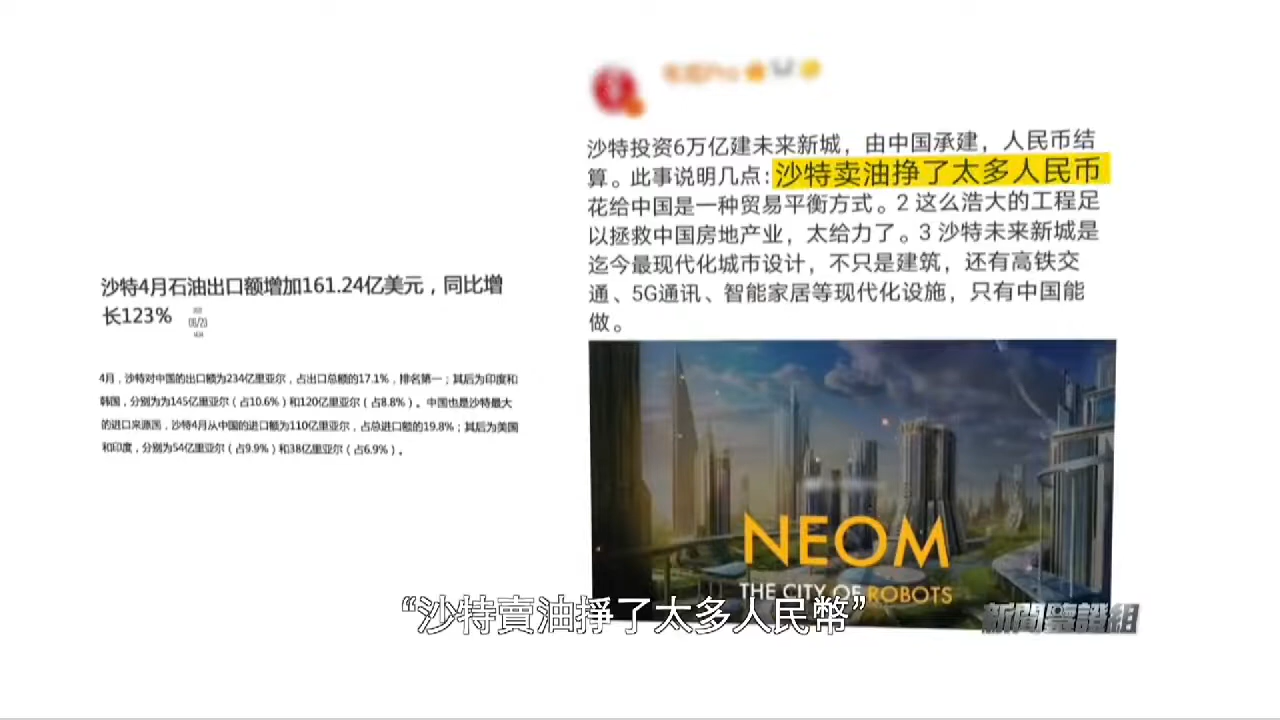 沙特4月石油出口额增加161.24亿美元，同比增
长123%
4月，沙特对中国的出口额为234亿里亚尔，占出口总额的17.1%，排名第一；其后为印度和
韩国，分别为为145亿里亚尔（占10.6%）和120亿里亚尔（占8.8%）。中国也是沙特最大
的进口来源国，沙特4月从中国的进口额为110亿里亚尔，占总进口额的19.8%；其后为美国
和印度，分别为54亿里亚尔（占9.9%）和38亿里亚尔（占6.9%）。
沙特投资6万亿建未来新城，由中国承建，人民币结
算。此事说明几点：沙特卖油挣了太多人民币
花给中国是一种贸易平衡方式。2 这么浩大的工程足
以拯救中国房地产业，太给力了。3 沙特未来新城是
迄今最现代化城市设计，不只是建筑，还有高铁交
通、5G通讯、智能家居等现代化设施，只有中国能
做。
NEOM
THE CITY OF ROBOTS
“沙特賣油掙了太多人民幣”
新聞鑒證組